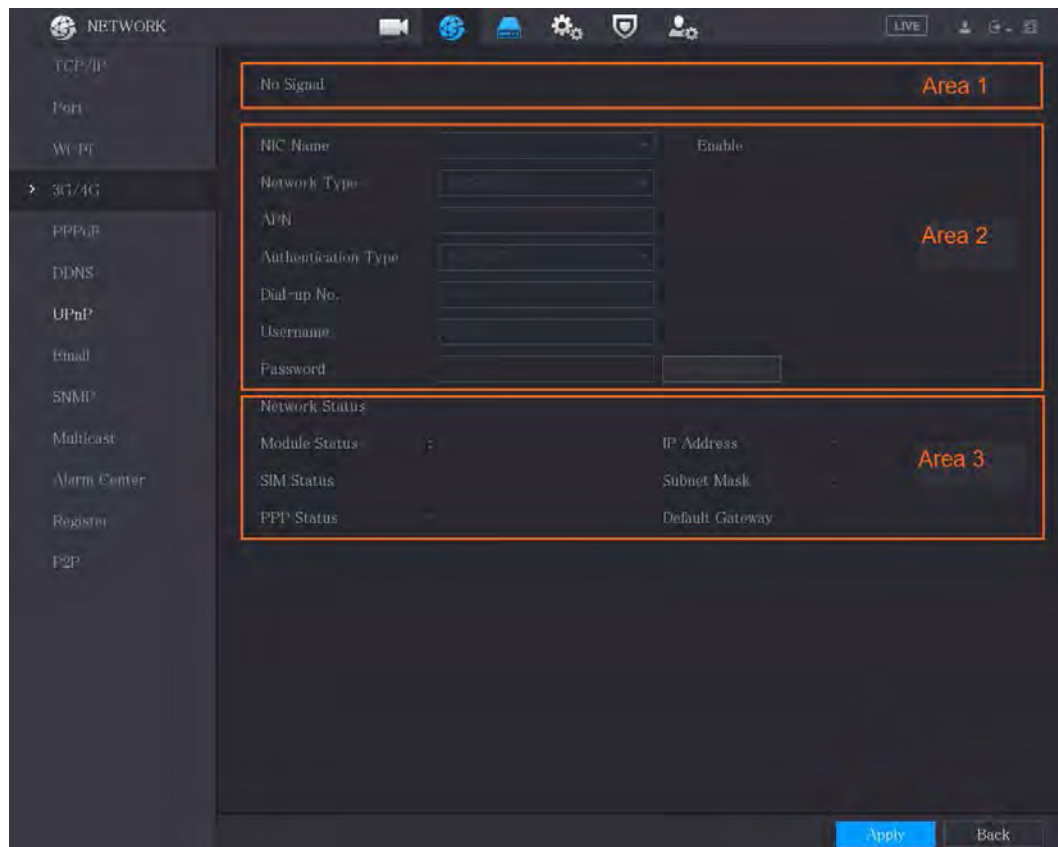 NETWORK
LIVE
TCP/IP
Port
WI-FI
3G/4G
PPPoE
DDNS
UPnP
Email
SNMP
Multicast
Alarm Center
Register
P2P
No Signal
Area 1
NIC Name
Enable
Network Type
APN
Area 2
Authentication Type
Dial-up No.
Username
Password
Network Status
Module Status :
IP Address
Area 3
SIM Status
Subnet Mask
PPP Status
Default Gateway
Apply
Back